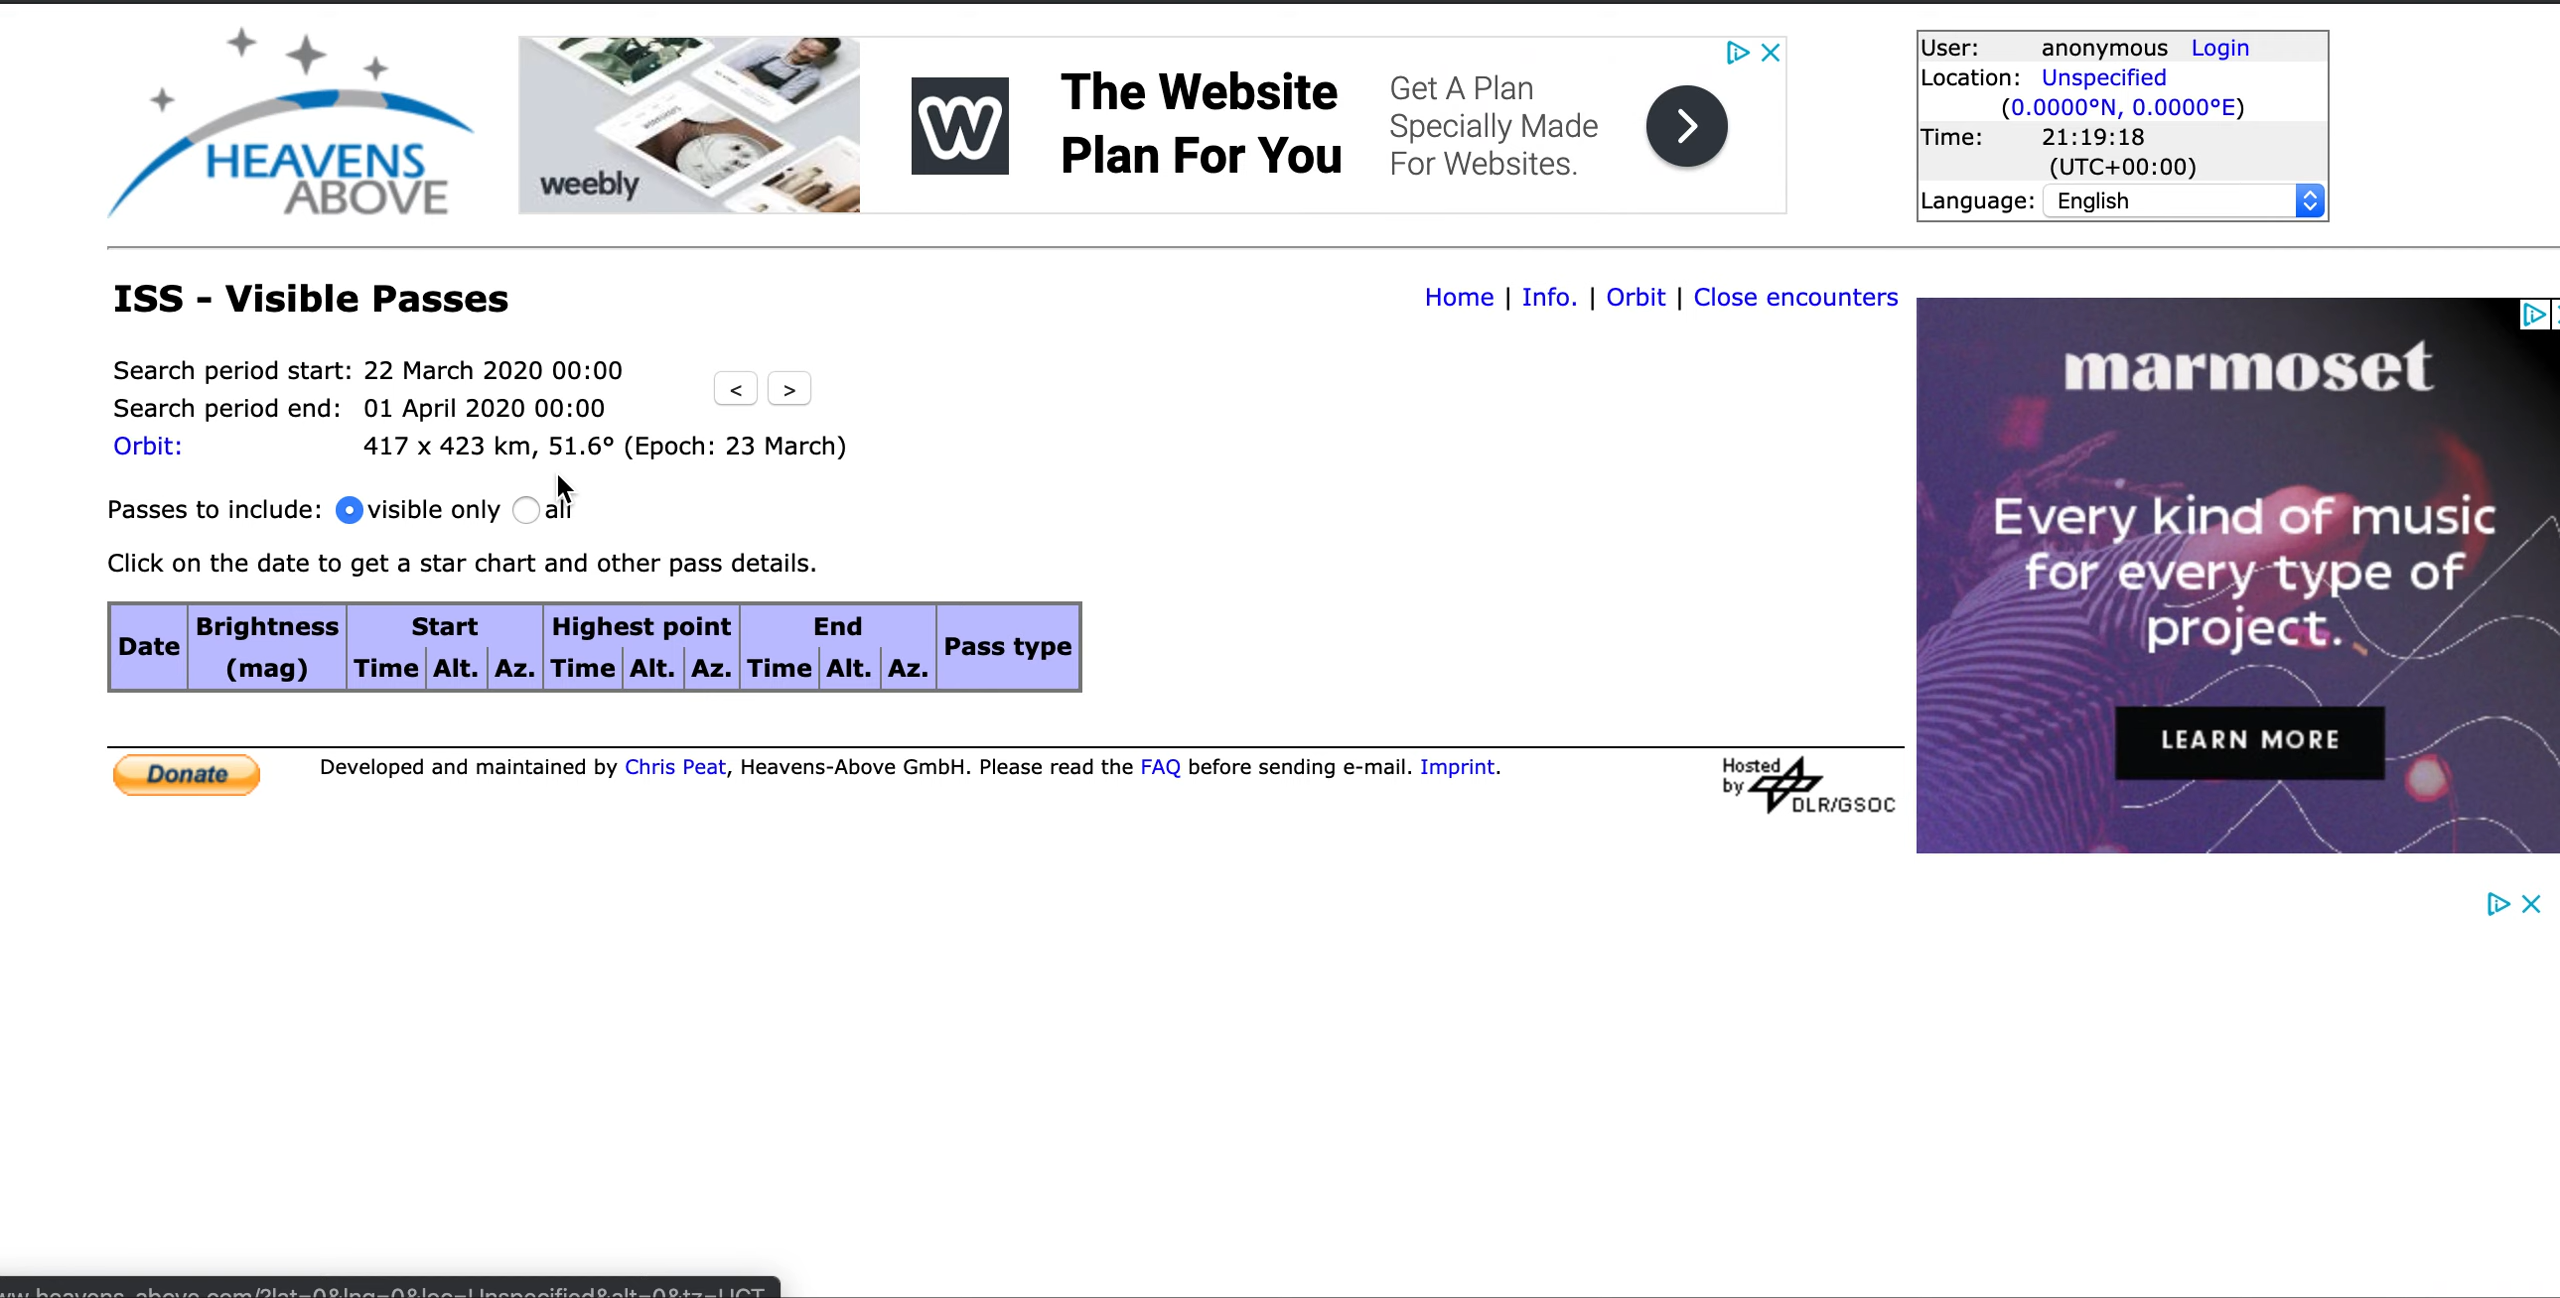 HEAVENS
ABOVE
weebly
The Website
Plan For You
Get A Plan
Specially Made
For Websites.
User: anonymous Login
Location: Unspecified
(0.0000°N, 0.0000°E)
Time: 21:19:18
(UTC+00:00)
Language: English
ISS - Visible Passes
Home | Info. | Orbit | Close encounters
Search period start: 22 March 2020 00:00
Search period end: 01 April 2020 00:00
< >
Orbit: 417 x 423 km, 51.6° (Epoch: 23 March)
Passes to include: visible only all
Click on the date to get a star chart and other pass details.
Date Brightness (mag) Start Highest point End Pass type
Time Alt. Az. Time Alt. Az. Time Alt. Az.
Donate
Developed and maintained by Chris Peat, Heavens-Above GmbH. Please read the FAQ before sending e-mail. Imprint.
Hosted
by
DLR/GSOC
marmoset
Every kind of music
for every type of
project.
LEARN MORE